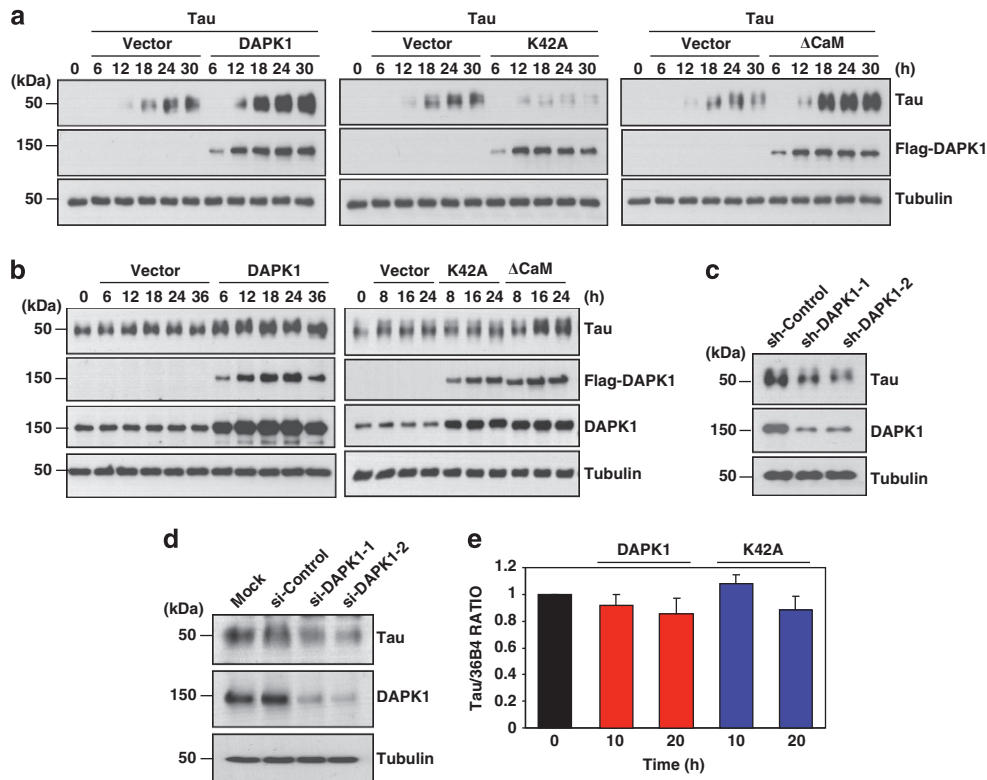 a
Tau Tau Tau
Vector DAPK1 Vector K42A Vector ΔCaM
0 6 12 18 24 30 6 12 18 24 30 0 6 12 18 24 30 6 12 18 24 30 0 6 12 18 24 30 6 12 18 24 30 (h)
(kDa)
50 Tau
150 Flag-DAPK1
50 Tubulin
b
Vector DAPK1 Vector K42A ΔCaM
0 6 12 18 24 36 6 12 18 24 36 (h) 0 8 16 24 8 16 24 8 16 24
(kDa)
50 Tau
150 Flag-DAPK1
150 DAPK1
50 Tubulin
c
sh-Control sh-DAPK1-1 sh-DAPK1-2
(kDa)
50 Tau
150 DAPK1
50 Tubulin
d
Mock si-Control si-DAPK1-1 si-DAPK1-2
(kDa)
50 Tau
150 DAPK1
50 Tubulin
e
DAPK1 K42A
Tau/36B4 RATIO
1.2
1
0.8
0.6
0.4
0.2
0
0 10 20 10 20
Time (h)